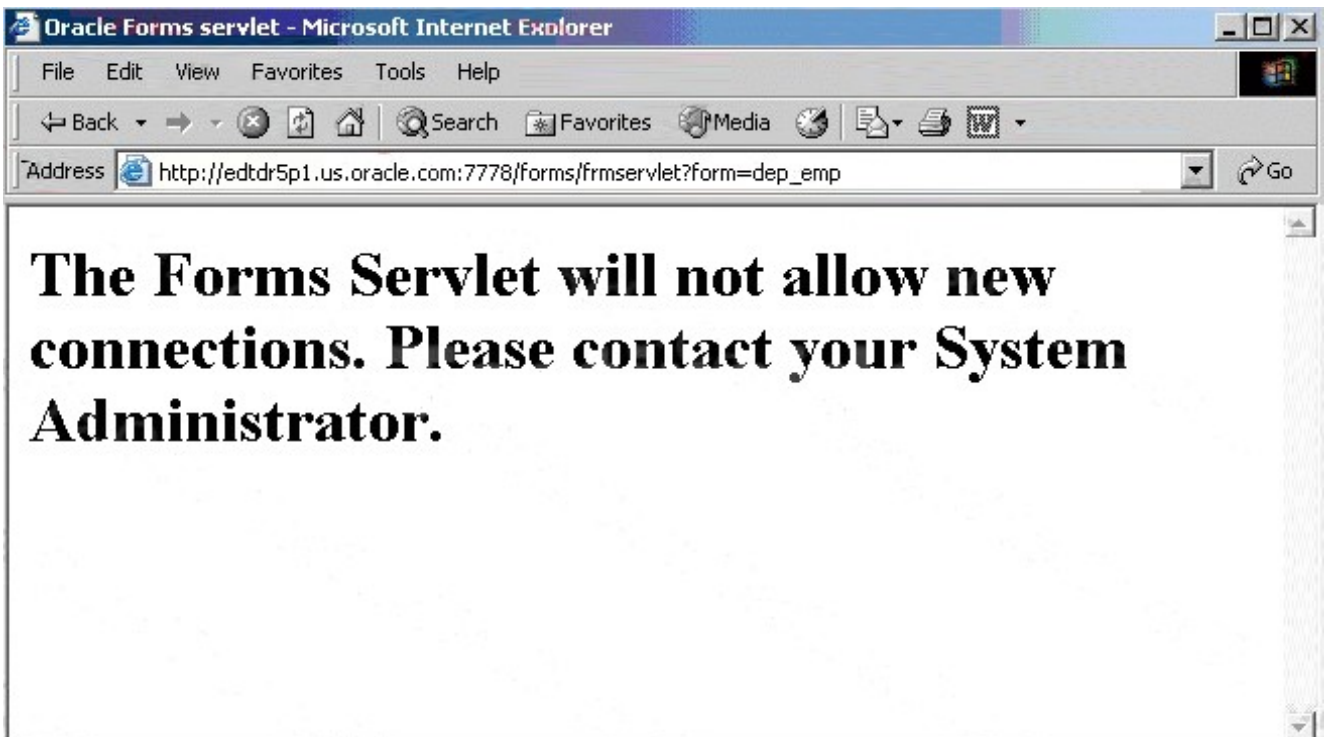 Oracle Forms servlet - Microsoft Internet Explorer
File Edit View Favorites Tools Help
Back Search Favorites Media
Address http://edtdr5p1.us.oracle.com:7778/forms/frmservlet?form=dep_emp Go
The Forms Servlet will not allow new
connections. Please contact your System
Administrator.